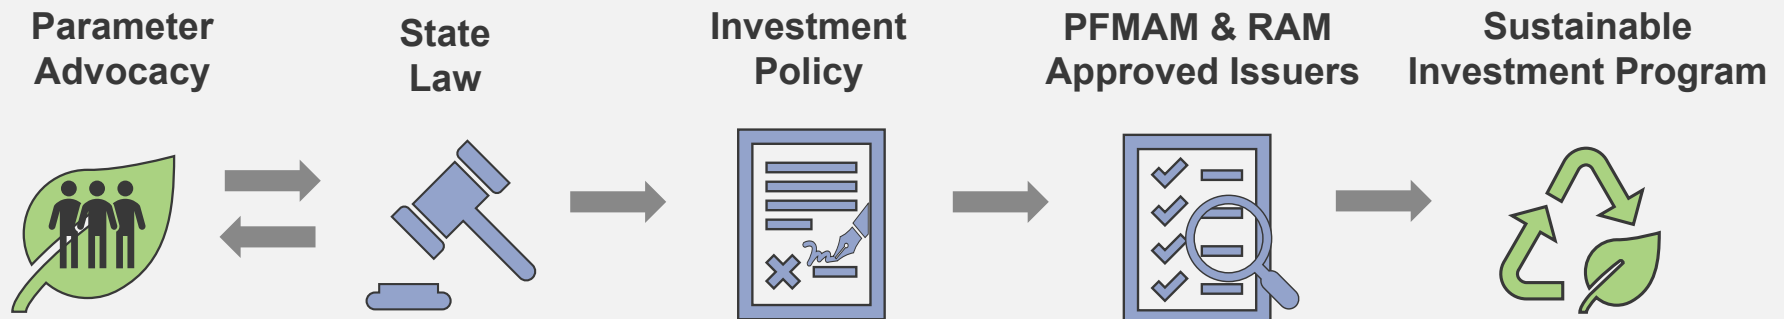 Parameter
Advocacy
State
Law
Investment
Policy
PFMAM & RAM
Approved Issuers
Sustainable
Investment Program